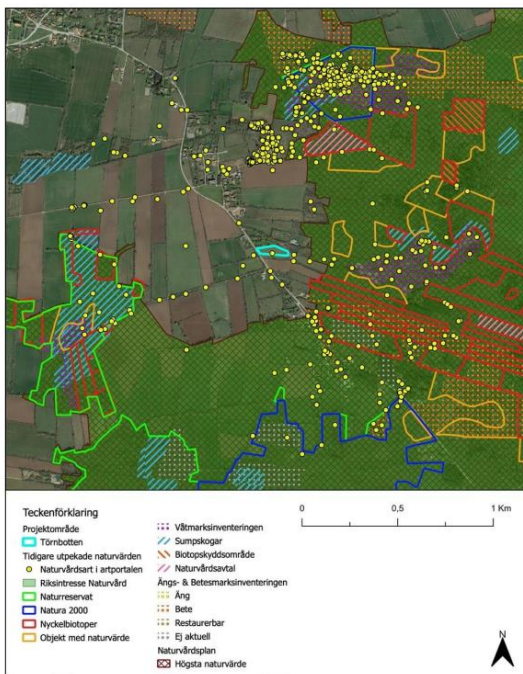 Teckenförklaring
Projektområde
Törnbotten
Tidigare utpekade naturvärden
Naturvårdsart i artportalen
Riksintresse Naturvård
Naturreservat
Natura 2000
Nyckelbiotoper
Objekt med naturvärde
Våtmarksinventeringen
Sumpskogar
Biotopskyddsområde
Naturvårdsavtal
Ängs- & Betesmarksinventeringen
Äng
Bete
Restaurerbar
Ej aktuell
Naturvårdsplan
Högsta naturvärde
0 0,5 1 Km
N